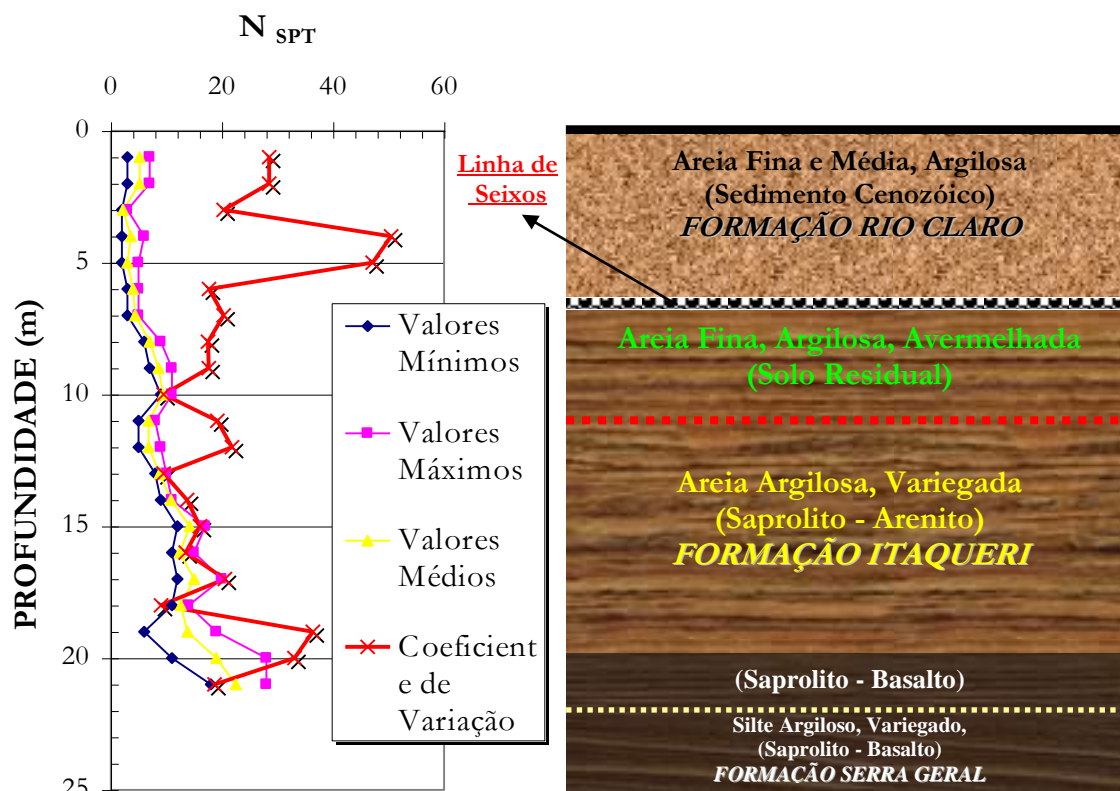 N SPT
0 20 40 60
0
5
10
15
20
25
PROFUNDIDADE (m)
Valores
Mínimos
Valores
Máximos
Valores
Médios
Coeficient
e de
Variação
Linha de
Seixos
Areia Fina e Média, Argilosa
(Sedimento Cenozóico)
FORMAÇÃO RIO CLARO
Areia Fina, Argilosa, Avermelhada
(Solo Residual)
Areia Argilosa, Variegada
(Saprolito - Arenito)
FORMAÇÃO ITAQUERI
(Saprolito - Basalto)
Silte Argiloso, Variegado,
(Saprolito - Basalto)
FORMAÇÃO SERRA GERAL